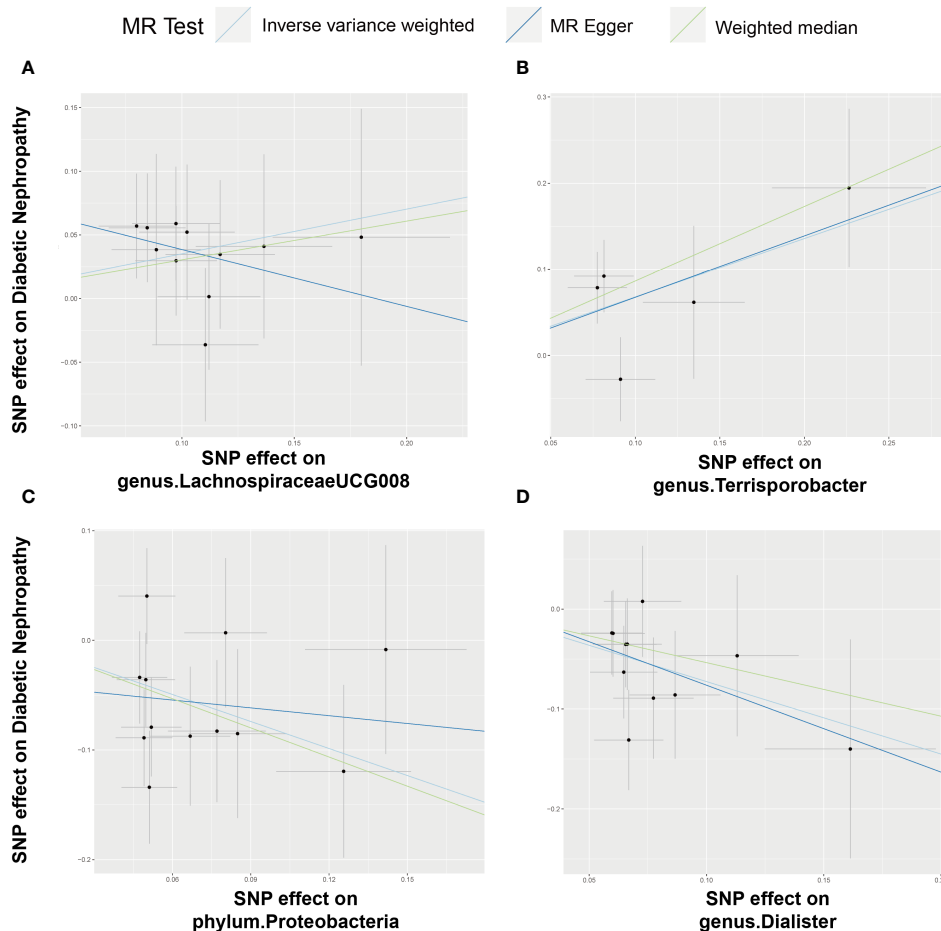 MR Test Inverse variance weighted MR Egger Weighted median
A
B
SNP effect on Diabetic Nephropathy
0.15
0.10
0.05
0.00
−0.05
−0.10
0.10 0.15 0.20
SNP effect on
genus.LachnospiraceaeUCG008
0.3
0.2
0.1
0.0
0.05 0.10 0.15 0.20 0.25
SNP effect on
genus.Terrisporobacter
C
D
SNP effect on Diabetic Nephropathy
0.1
0.0
−0.1
−0.2
0.06 0.09 0.12 0.15
SNP effect on
phylum.Proteobacteria
0.0
−0.1
−0.2
0.05 0.10 0.15
SNP effect on
genus.Dialister